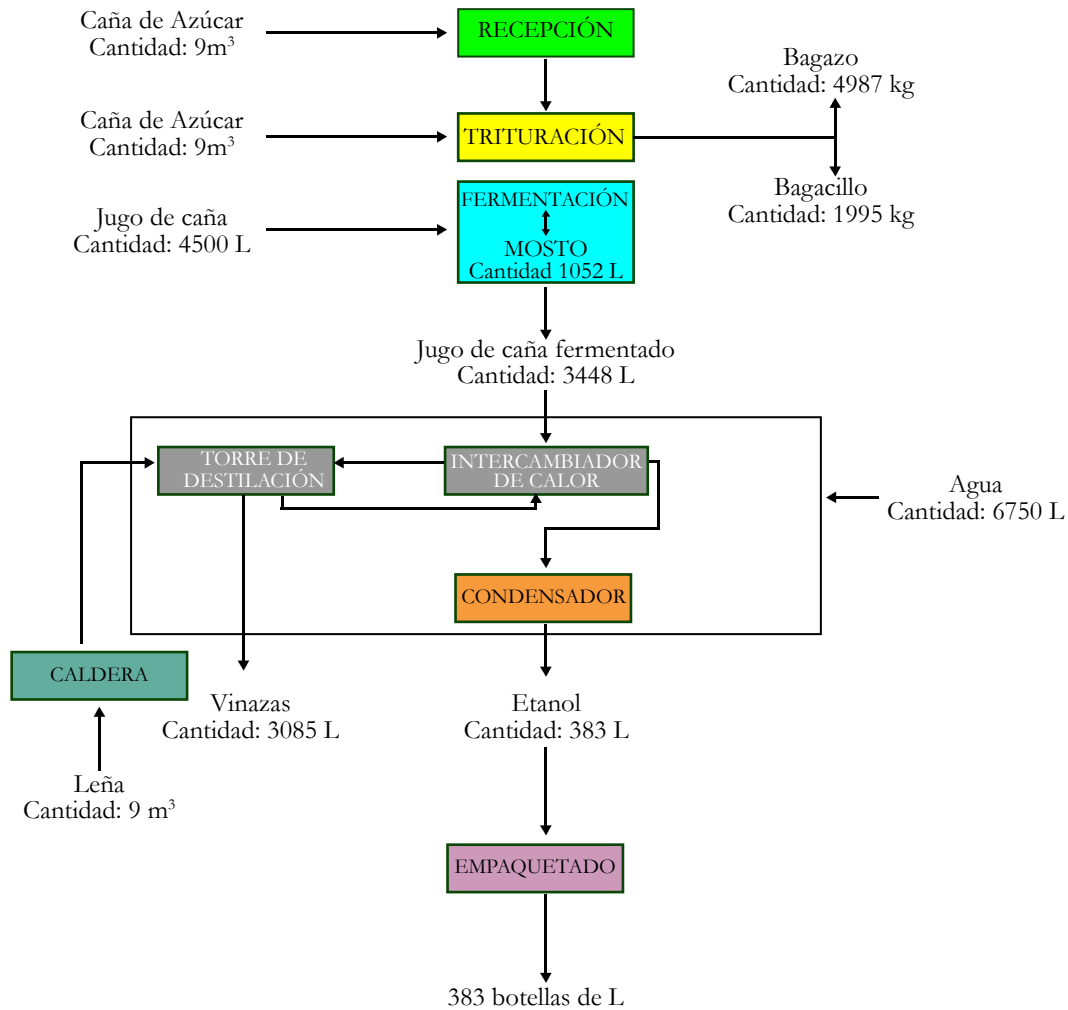 Caña de Azúcar
Cantidad: 9m³
RECEPCIÓN
Bagazo
Cantidad: 4987 kg
Caña de Azúcar
Cantidad: 9m³
TRITURACIÓN
Bagacillo
Cantidad: 1995 kg
Jugo de caña
Cantidad: 4500 L
FERMENTACIÓN
MOSTO
Cantidad 1052 L
Jugo de caña fermentado
Cantidad: 3448 L
TORRE DE
DESTILACIÓN
INTERCAMBIADOR
DE CALOR
Agua
Cantidad: 6750 L
CONDENSADOR
CALDERA
Vinazas
Cantidad: 3085 L
Etanol
Cantidad: 383 L
Leña
Cantidad: 9 m³
EMPAQUETADO
383 botellas de L